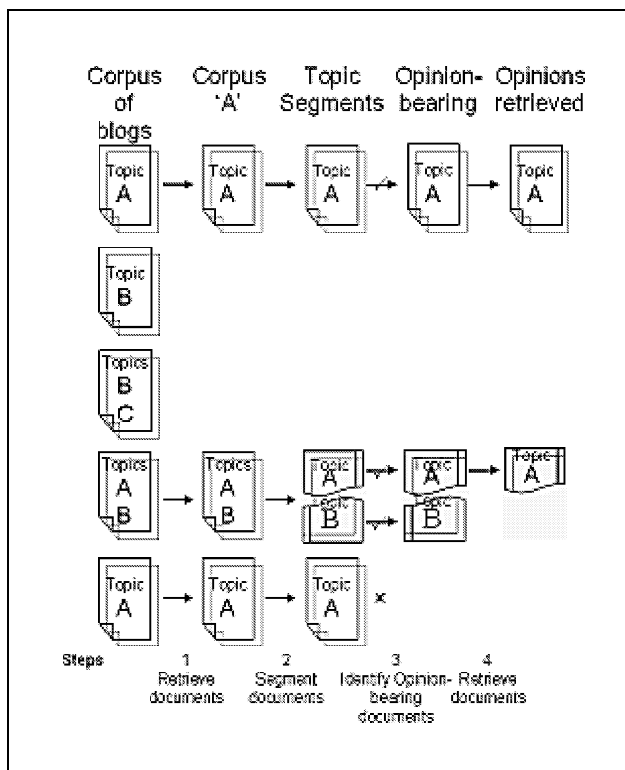 Corpus of blogs
Corpus 'A'
Topic Segments
Opinion-bearing
Opinions retrieved
Topic A
Topic A
Topic A
Topic A
Topic A
Topic B
Topics B C
Topics A B
Topics A B
Topic A
Topic B
Topic A
Topic B
Topic A
Topic A
Topic A
Topic A
x
Steps
1
Retrieve documents
2
Segment documents
3
Identify Opinion-bearing documents
4
Retrieve documents